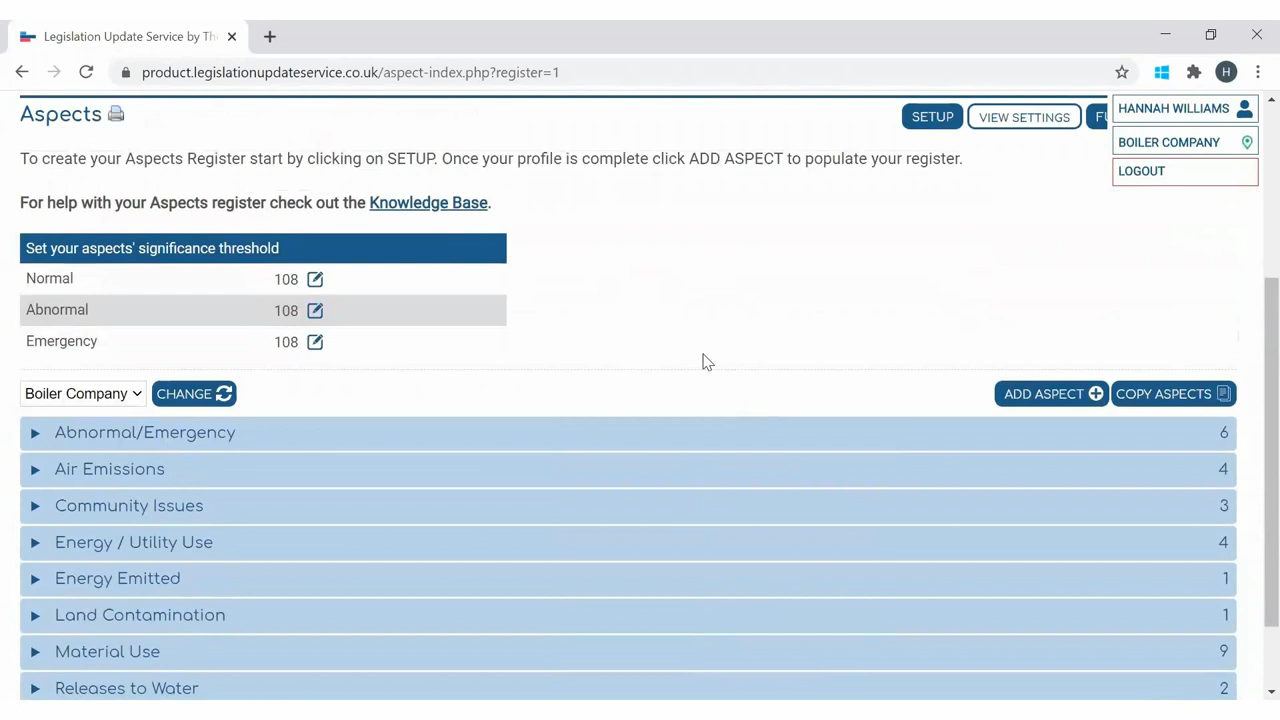 Legislation Update Service by Th
product.legislationupdateservice.co.uk/aspect-index.php?register=1
H
Aspects
SETUP
VIEW SETTINGS
FU
HANNAH WILLIAMS
BOILER COMPANY
LOGOUT
To create your Aspects Register start by clicking on SETUP. Once your profile is complete click ADD ASPECT to populate your register.
For help with your Aspects register check out the Knowledge Base.
Set your aspects' significance threshold
Normal 108
Abnormal 108
Emergency 108
Boiler Company
CHANGE
ADD ASPECT
COPY ASPECTS
Abnormal/Emergency 6
Air Emissions 4
Community Issues 3
Energy / Utility Use 4
Energy Emitted 1
Land Contamination 1
Material Use 9
Releases to Water 2